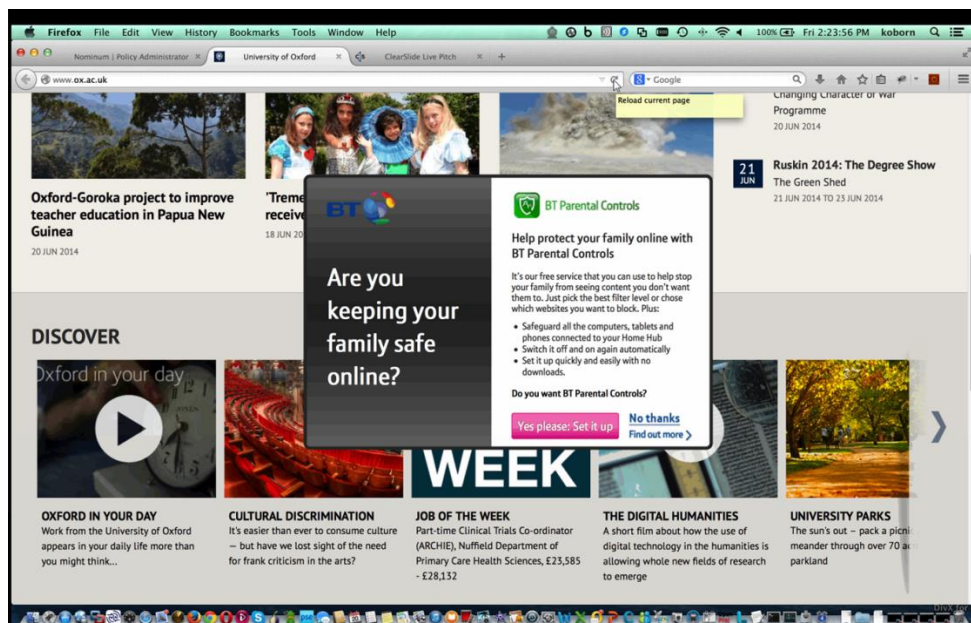 Firefox File Edit View History Bookmarks Tools Window Help
100% Fri 2:23:56 PM koborn
Nominum | Policy Administrator
University of Oxford
ClearSlide Live Pitch
www.ox.ac.uk
Google
Reload current page
Oxford-Goroka project to improve
teacher education in Papua New
Guinea
20 JUN 2014
'Treme
receive
18 JUN 20
Changing Character of War
Programme
20 JUN 2014
21
JUN
Ruskin 2014: The Degree Show
The Green Shed
21 JUN 2014 TO 23 JUN 2014
BT
Are you
keeping your
family safe
online?
BT Parental Controls
Help protect your family online with
BT Parental Controls
It's our free service that you can use to help stop
your family from seeing content you don't want
them to. Just pick the best filter level or chose
which websites you want to block. Plus:
• Safeguard all the computers, tablets and
phones connected to your Home Hub
• Switch it off and on again automatically
• Set it up quickly and easily with no
downloads.
Do you want BT Parental Controls?
Yes please: Set it up
No thanks
Find out more
DISCOVER
Oxford in your day
WEEK
OXFORD IN YOUR DAY
Work from the University of Oxford
appears in your daily life more than
you might think...
CULTURAL DISCRIMINATION
It's easier than ever to consume culture
– but have we lost sight of the need
for frank criticism in the arts?
JOB OF THE WEEK
Part-time Clinical Trials Co-ordinator
(ARCHIE), Nuffield Department of
Primary Care Health Sciences, £23,585
- £28,132
THE DIGITAL HUMANITIES
A short film about how the use of
digital technology in the humanities is
allowing whole new fields of research
to emerge
UNIVERSITY PARKS
The sun's out – pack a picnic
meander through over 70
parkland
DivX for